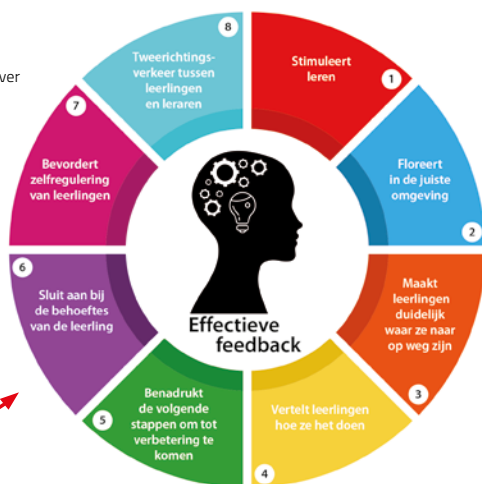 ver
8
Tweerichtings-
verkeer tussen
leerlingen
en leraren
Stimuleert
leren
1
7
Bevordert
zelfregulering
van leerlingen
Floreert
in de juiste
omgeving
2
6
Sluit aan bij
de behoeftes
van de leerling
Maakt
leerlingen
duidelijk
waar ze naar
op weg zijn
3
Effectieve
feedback
Benadrukt
de volgende
stappen om tot
verbetering te
komen
5
Vertelt leerlingen
hoe ze het doen
4